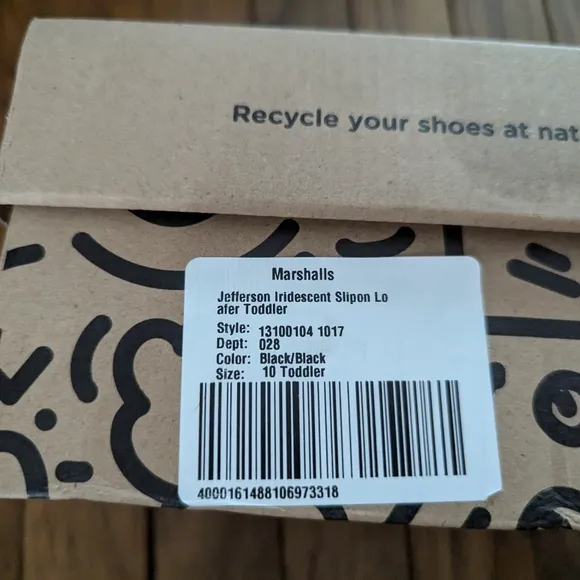 Recycle your shoes at nat
Marshalls
Jefferson Iridescent Slipon Lo
afer Toddler
Style: 13100104 1017
Dept: 028
Color: Black/Black
Size: 10 Toddler
4000161488106973318